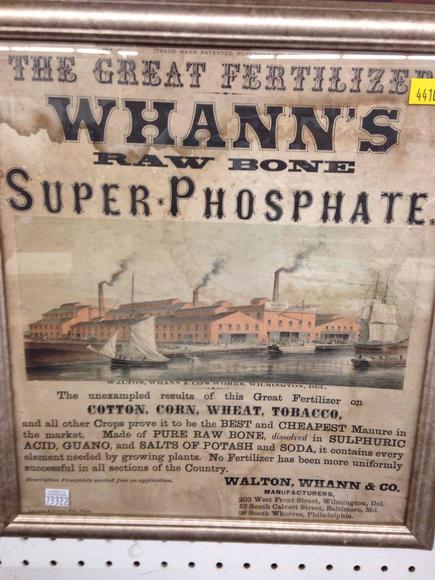 TRADE MARK PATENTED, NOVEMBER
THE GREAT FERTILIZER
4416
WHANN'S
RAW BONE
SUPER-PHOSPHATE.
WALTON, WHANN & CO'S WORKS, WILMINGTON, DEL.
The unexampled results of this Great Fertilizer on
COTTON, CORN, WHEAT, TOBACCO,
and all other Crops prove it to be the BEST and CHEAPEST Manure in
the market. Made of PURE RAW BONE, dissolved in SULPHURIC
ACID, GUANO, and SALTS OF POTASH and SODA, it contains every
element needed by growing plants. No Fertilizer has been more uniformly
successful in all sections of the Country.
Descriptive Pamphlets mailed free on application.
WALTON, WHANN & CO.
MANUFACTURERS,
203 West Front Street, Wilmington, Del.
57 South Calvert Street, Baltimore, Md.
28 South Wharves, Philadelphia.
73322